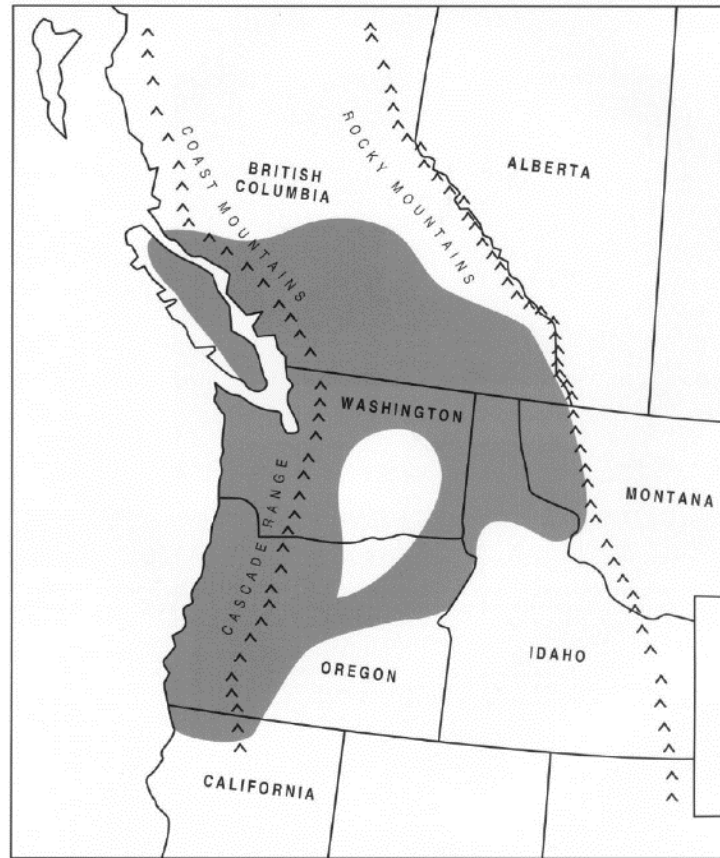 COAST MOUNTAINS
ROCKY MOUNTAINS
BRITISH
COLUMBIA
ALBERTA
WASHINGTON
CASCADE RANGE
MONTANA
IDAHO
OREGON
CALIFORNIA